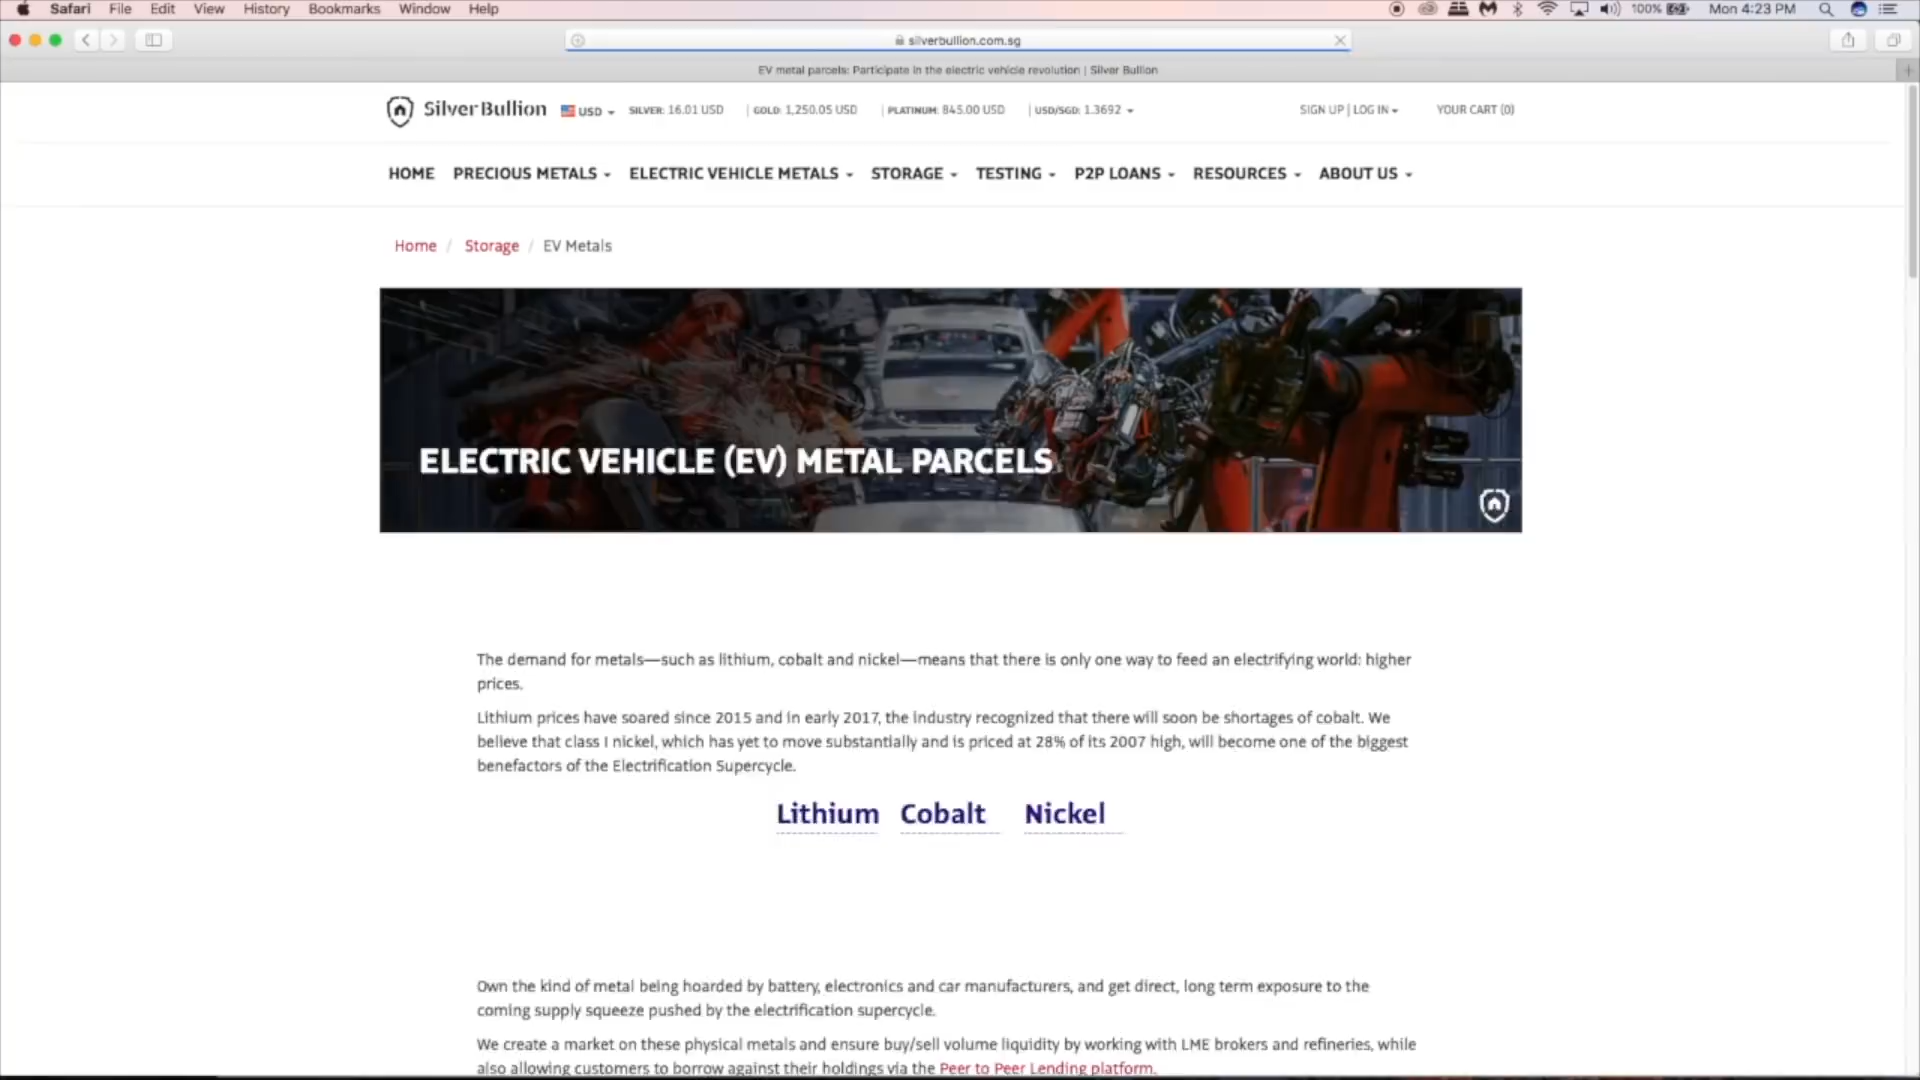 Safari File Edit View History Bookmarks Window Help 100% Mon 4:23 PM
silverbullion.com.sg
EV metal parcels: Participate in the electric vehicle revolution | Silver Bullion
Silver Bullion USD SILVER: 16.01 USD | GOLD: 1,250.05 USD | PLATINUM: 845.00 USD | USD/SGD: 1.3692 SIGN UP | LOG IN YOUR CART (0)
HOME PRECIOUS METALS ELECTRIC VEHICLE METALS STORAGE TESTING P2P LOANS RESOURCES ABOUT US
Home / Storage / EV Metals
ELECTRIC VEHICLE (EV) METAL PARCELS
The demand for metals—such as lithium, cobalt and nickel—means that there is only one way to feed an electrifying world: higher
prices.
Lithium prices have soared since 2015 and in early 2017, the industry recognized that there will soon be shortages of cobalt. We
believe that class I nickel, which has yet to move substantially and is priced at 28% of its 2007 high, will become one of the biggest
benefactors of the Electrification Supercycle.
Lithium Cobalt Nickel
Own the kind of metal being hoarded by battery, electronics and car manufacturers, and get direct, long term exposure to the
coming supply squeeze pushed by the electrification supercycle.
We create a market on these physical metals and ensure buy/sell volume liquidity by working with LME brokers and refineries, while
also allowing customers to borrow against their holdings via the Peer to Peer Lending platform.